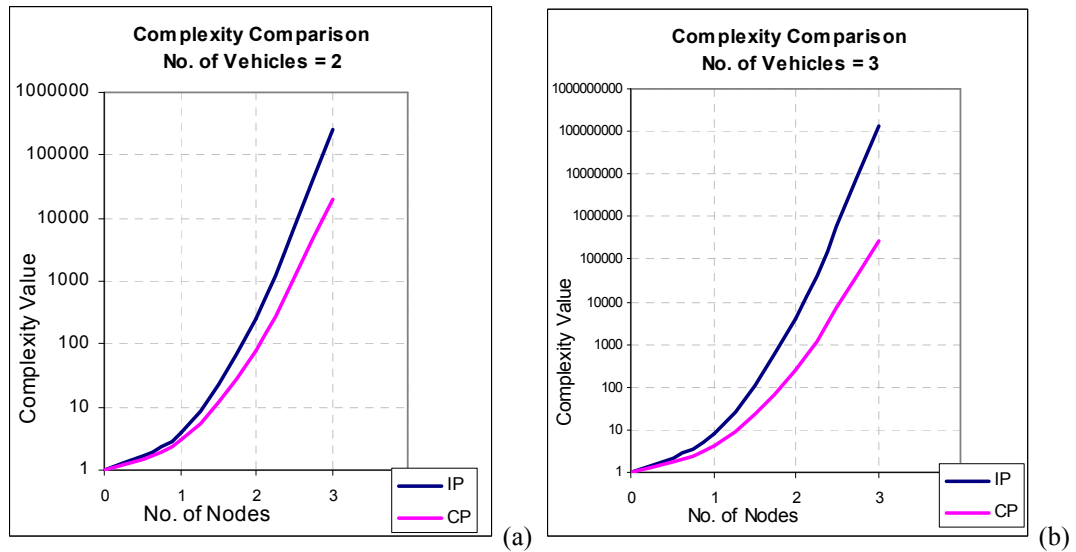 Complexity Comparison
No. of Vehicles = 2
1000000
100000
10000
1000
100
10
1
Complexity Value
0 1 2 3
No. of Nodes
IP
CP
(a)
Complexity Comparison
No. of Vehicles = 3
1000000000
100000000
10000000
1000000
100000
10000
1000
100
10
1
Complexity Value
0 1 2 3
No. of Nodes
IP
CP
(b)